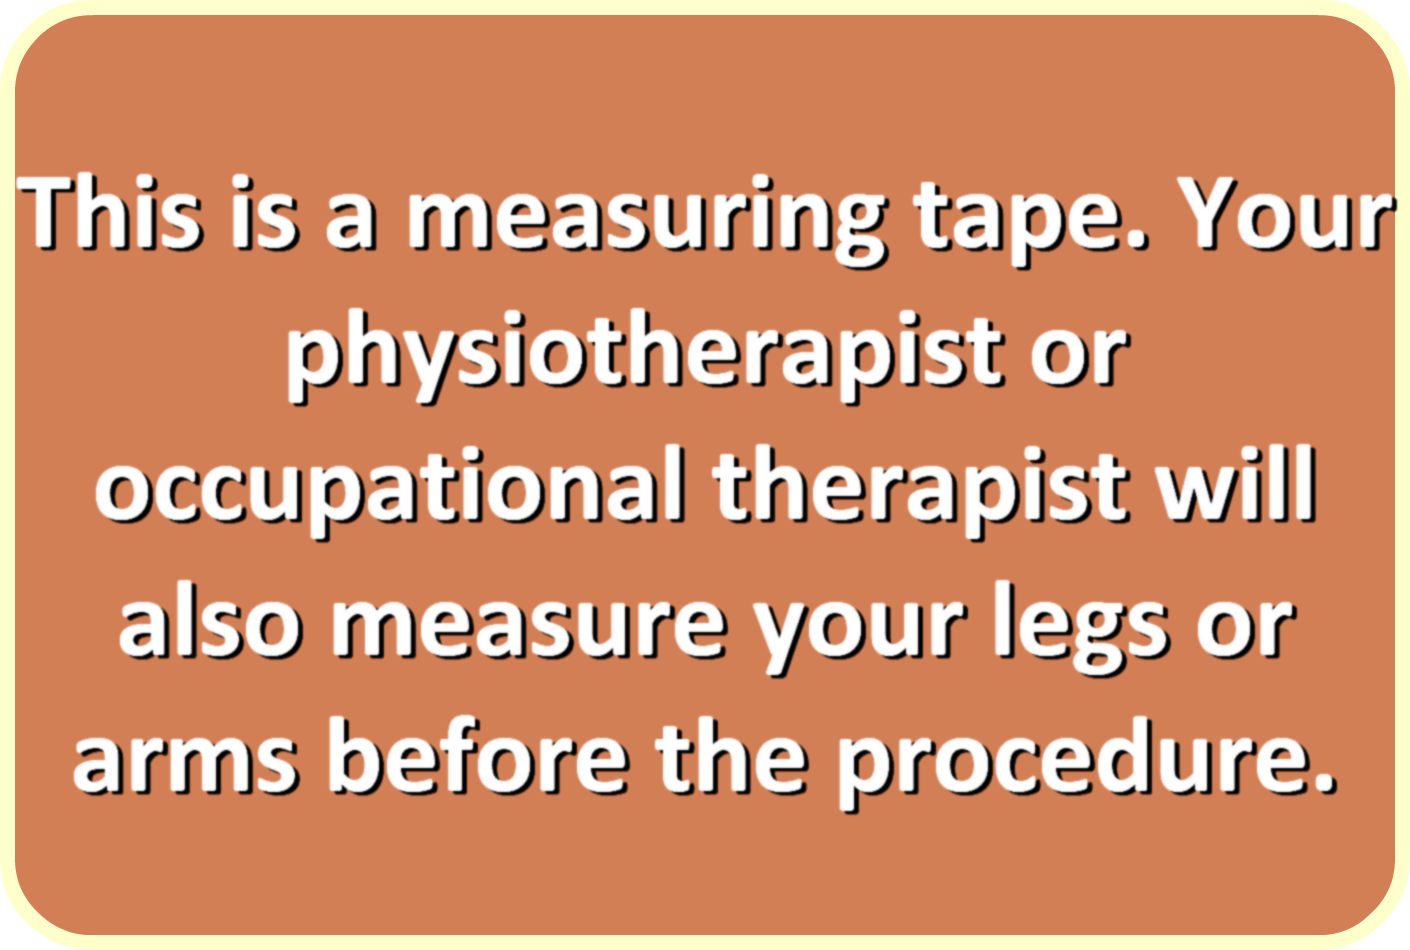 This is a measuring tape. Your
physiotherapist or
occupational therapist will
also measure your legs or
arms before the procedure.